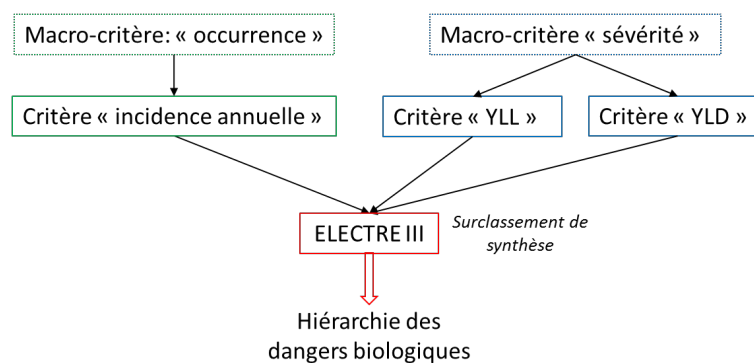 Macro-critère: « occurrence »
Macro-critère « sévérité »
Critère « incidence annuelle »
Critère « YLL »
Critère « YLD »
ELECTRE III
Surclassement de
synthèse
Hiérarchie des
dangers biologiques